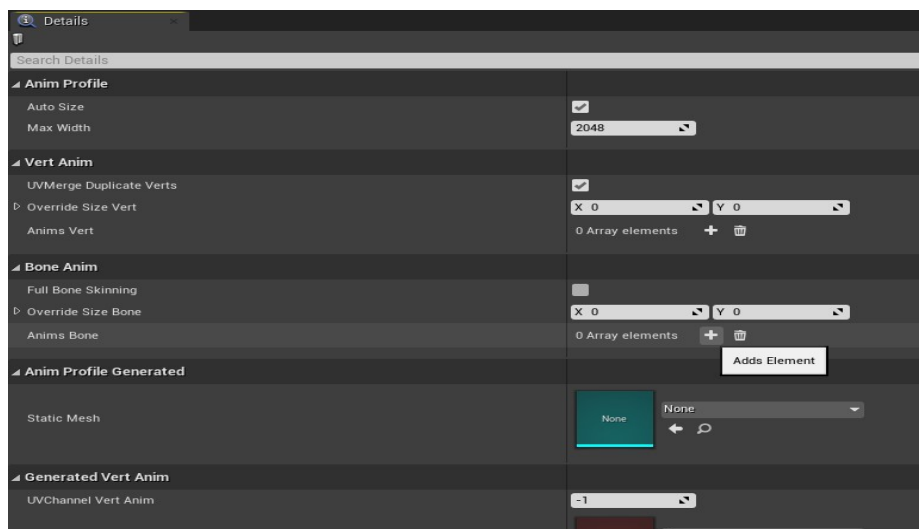 Details
Search Details
Anim Profile
Auto Size
Max Width 2048
Vert Anim
UVMerge Duplicate Verts
Override Size Vert X 0 Y 0
Anims Vert 0 Array elements
Bone Anim
Full Bone Skinning
Override Size Bone X 0 Y 0
Anims Bone 0 Array elements
Adds Element
Anim Profile Generated
Static Mesh None None
Generated Vert Anim
UVChannel Vert Anim -1